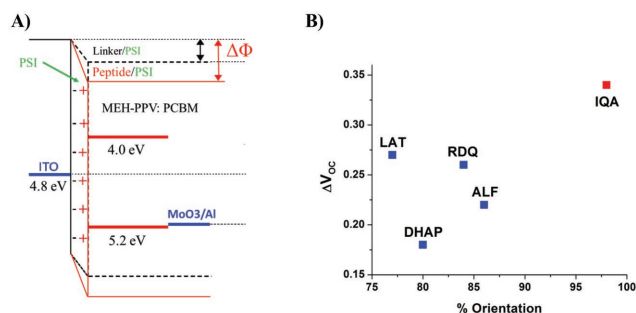 A)
Linker/PSI
ΔΦ
Peptide/PSI
PSI
MEH-PPV: PCBM
4.0 eV
ITO
4.8 eV
MoO3/Al
5.2 eV
B)
ΔVOC
0.35
0.30
0.25
0.20
0.15
IQA
LAT
RDQ
ALF
DHAP
75 80 85 90 95 100
% Orientation